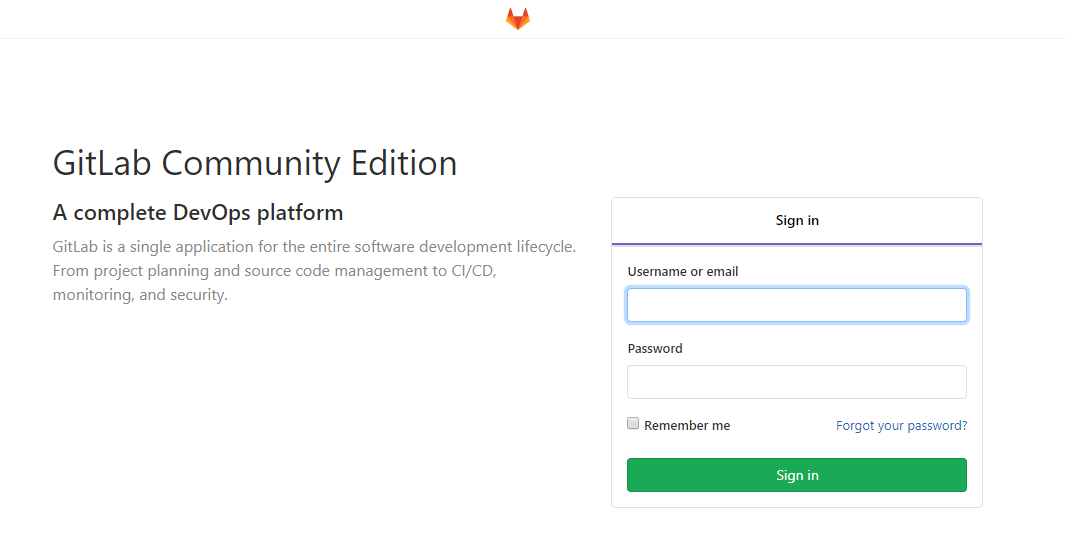 GitLab Community Edition
A complete DevOps platform
GitLab is a single application for the entire software development lifecycle.
From project planning and source code management to CI/CD,
monitoring, and security.
Sign in
Username or email
Password
Remember me
Forgot your password?
Sign in